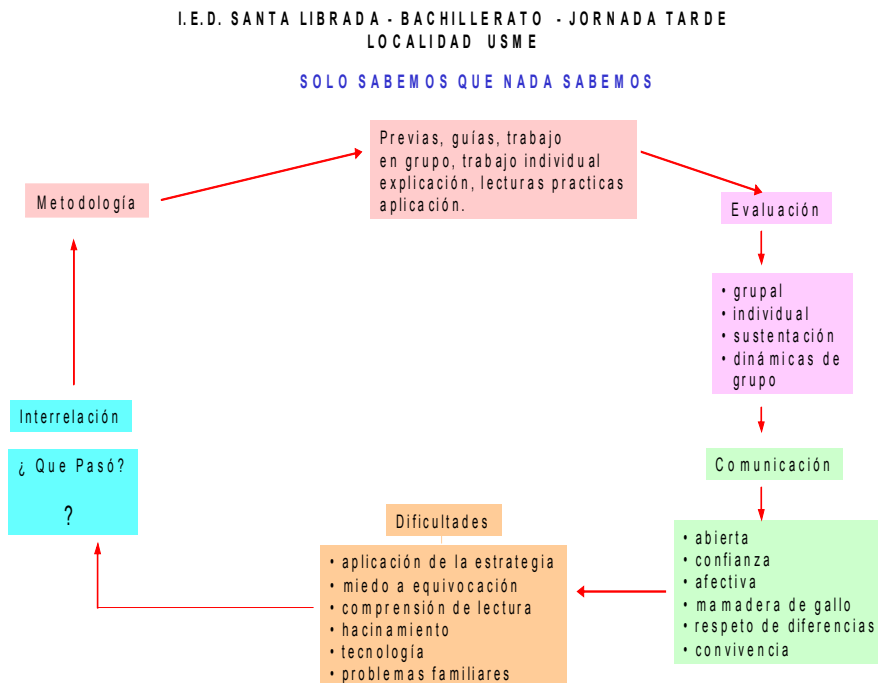 I.E.D. SANTA LIBRADA - BACHILLERATO - JORNADA TARDE
LOCALIDAD USME
SOLO SABEMOS QUE NADA SABEMOS
Previas, guías, trabajo
en grupo, trabajo individual
explicación, lecturas practicas
aplicación.
Metodología
Evaluación
• grupal
• individual
• sustentación
• dinámicas de
grupo
Interrelación
¿ Que Pasó?
?
Comunicación
• abierta
• confianza
• afectiva
• mamadera de gallo
• respeto de diferencias
• convivencia
Dificultades
• aplicación de la estrategia
• miedo a equivocación
• comprensión de lectura
• hacinamiento
• tecnología
• problemas familiares